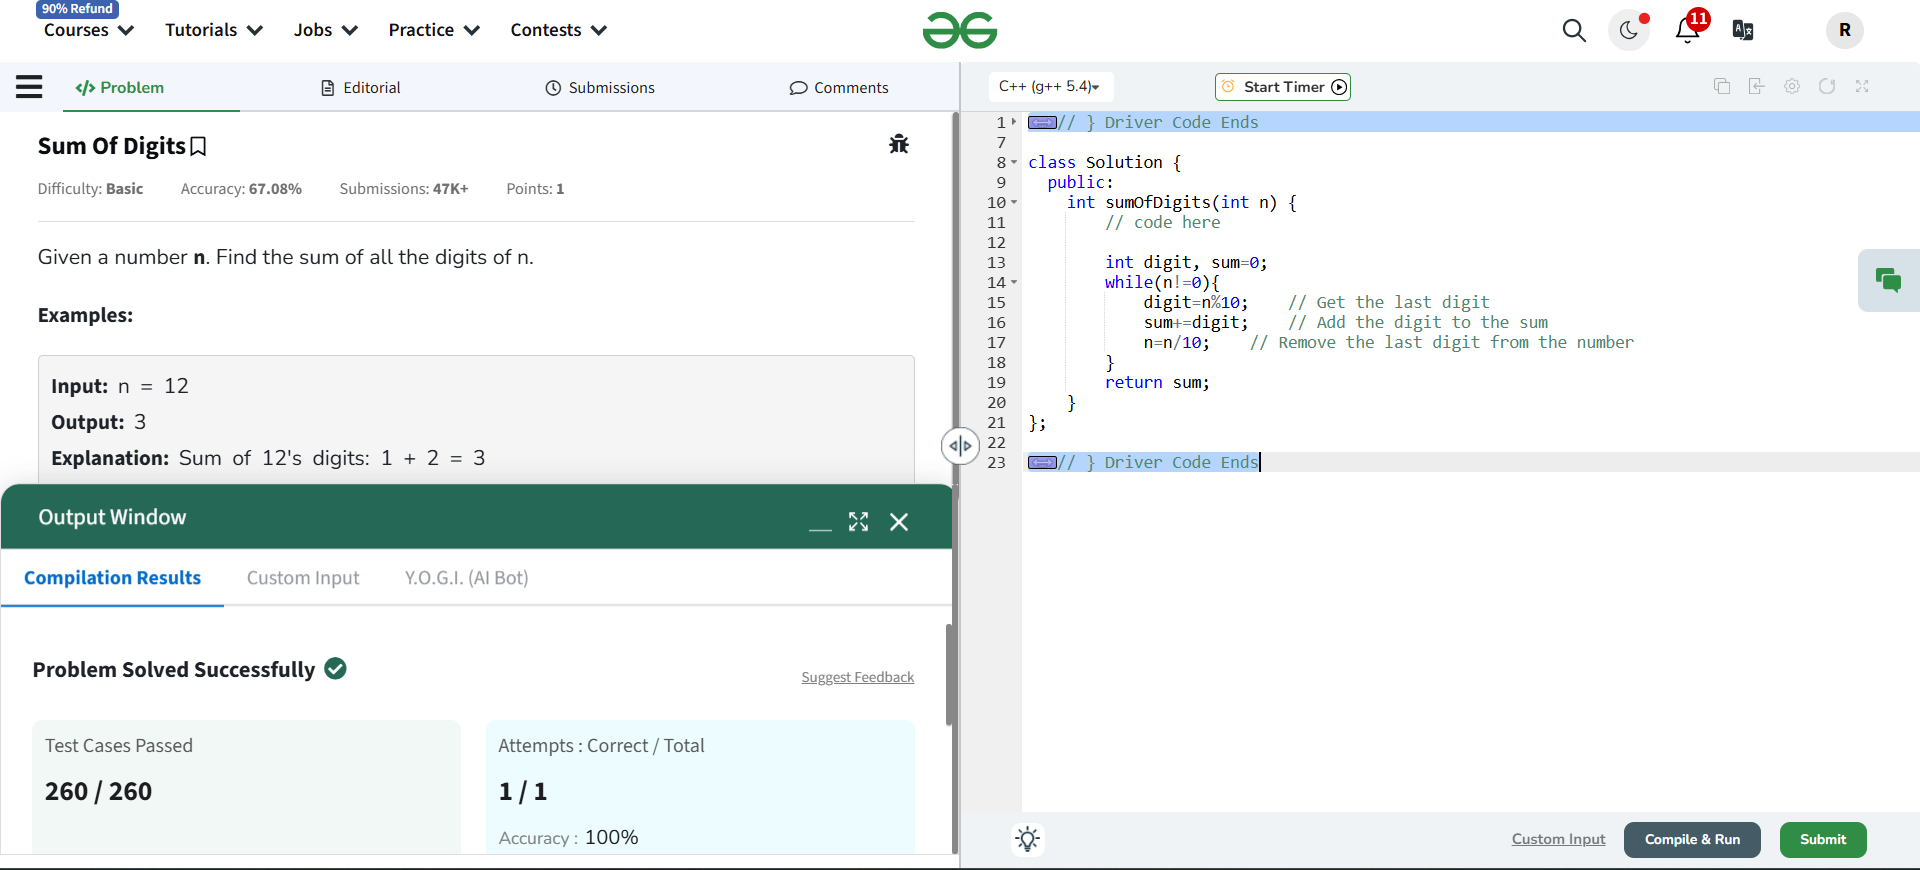 90% Refund
Courses Tutorials Jobs Practice Contests
11
R
</> Problem Editorial Submissions Comments
C++ (g++ 5.4) Start Timer
Sum Of Digits
Difficulty: Basic Accuracy: 67.08% Submissions: 47K+ Points: 1
Given a number n. Find the sum of all the digits of n.
Examples:
Input: n = 12
Output: 3
Explanation: Sum of 12's digits: 1 + 2 = 3
Output Window
Compilation Results Custom Input Y.O.G.I. (AI Bot)
Problem Solved Successfully
Suggest Feedback
Test Cases Passed
260 / 260
Attempts : Correct / Total
1 / 1
Accuracy : 100%
1 // } Driver Code Ends
7
8 class Solution {
9 public:
10 int sumOfDigits(int n) {
11 // code here
12
13 int digit, sum=0;
14 while(n!=0){
15 digit=n%10; // Get the last digit
16 sum+=digit; // Add the digit to the sum
17 n=n/10; // Remove the last digit from the number
18 }
19 return sum;
20 }
21 };
22
23 // } Driver Code Ends
Custom Input Compile & Run Submit